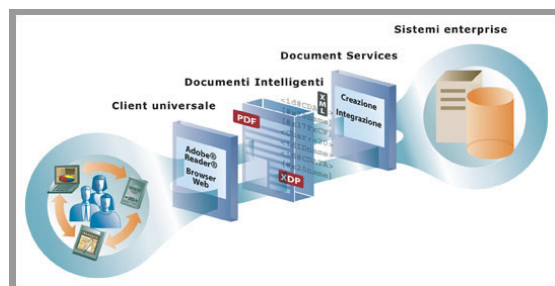 Sistemi enterprise
Document Services
Documenti Intelligenti
Client universale
PDF
XML
Creazione
Integrazione
Adobe®
Reader®
Browser
Web
XDP